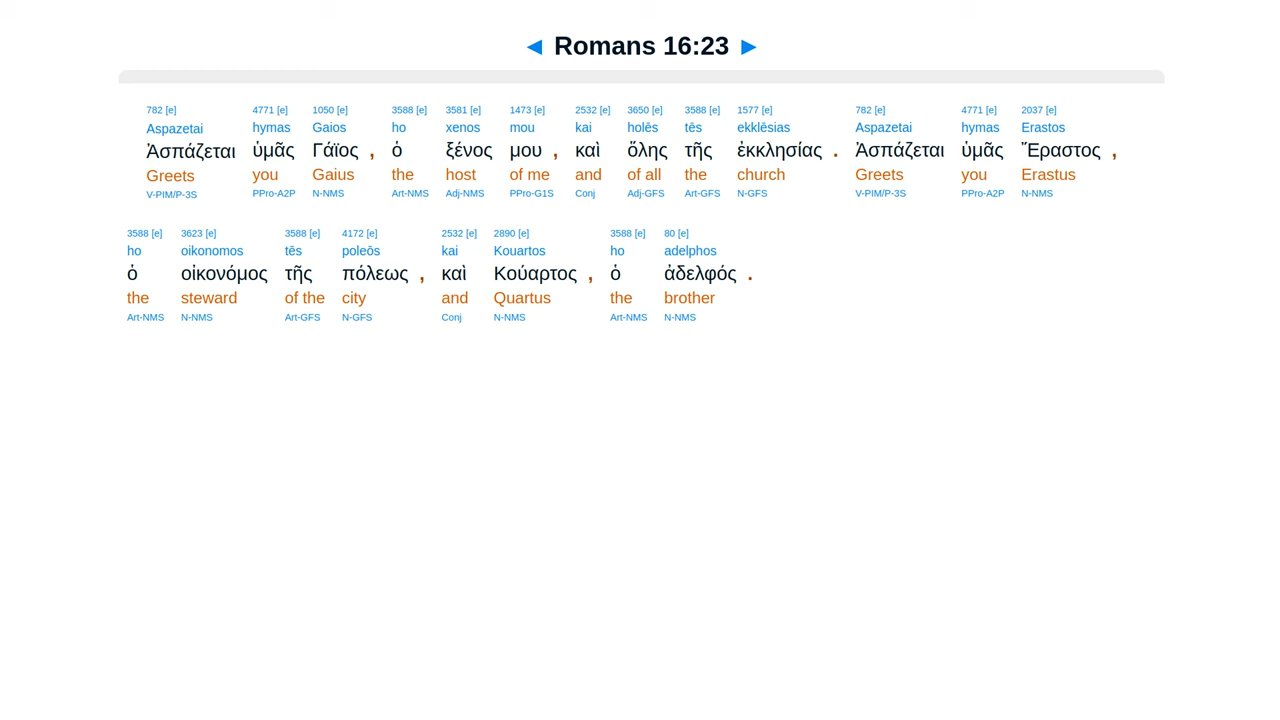 ◄ Romans 16:23 ►
782 [e] 4771 [e] 1050 [e] 3588 [e] 3581 [e] 1473 [e] 2532 [e] 3650 [e] 3588 [e] 1577 [e] 782 [e] 4771 [e] 2037 [e]
Aspazetai hymas Gaios ho xenos mou kai holēs tēs ekklēsias Aspazetai hymas Erastos
Ἀσπάζεται ὑμᾶς Γάϊος , ὁ ξένος μου , καὶ ὅλης τῆς ἐκκλησίας . Ἀσπάζεται ὑμᾶς Ἔραστος ,
Greets you Gaius the host of me and of all the church Greets you Erastus
V-PIM/P-3S PPro-A2P N-NMS Art-NMS Adj-NMS PPro-G1S Conj Adj-GFS Art-GFS N-GFS V-PIM/P-3S PPro-A2P N-NMS
3588 [e] 3623 [e] 3588 [e] 4172 [e] 2532 [e] 2890 [e] 3588 [e] 80 [e]
ho oikonomos tēs poleōs kai Kouartos ho adelphos
ὁ οἰκονόμος τῆς πόλεως , καὶ Κούαρτος , ὁ ἀδελφός .
the steward of the city and Quartus the brother
Art-NMS N-NMS Art-GFS N-GFS Conj N-NMS Art-NMS N-NMS